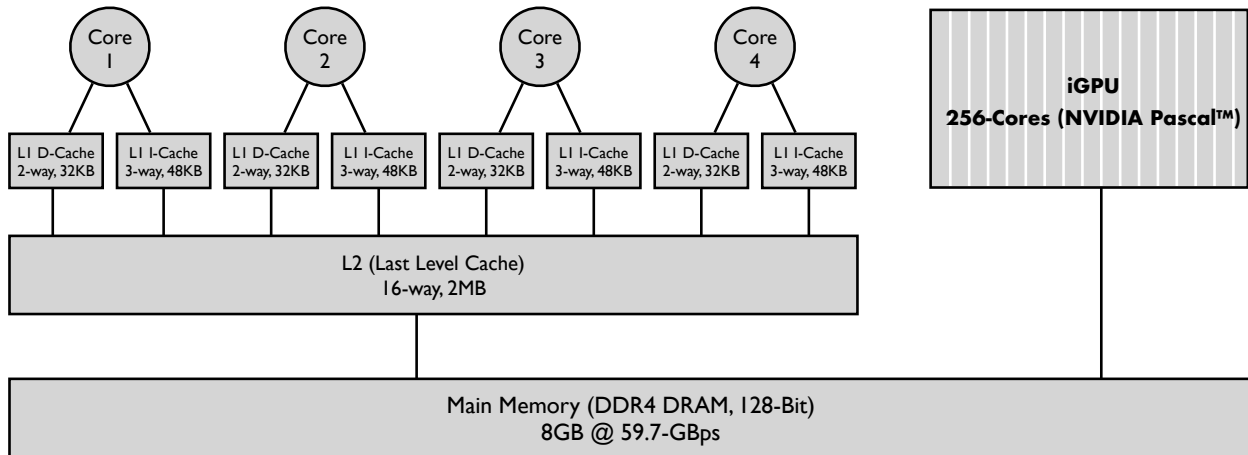 Core
1
Core
2
Core
3
Core
4
iGPU
256-Cores (NVIDIA Pascal™)
L1 D-Cache
2-way, 32KB
L1 I-Cache
3-way, 48KB
L1 D-Cache
2-way, 32KB
L1 I-Cache
3-way, 48KB
L1 D-Cache
2-way, 32KB
L1 I-Cache
3-way, 48KB
L1 D-Cache
2-way, 32KB
L1 I-Cache
3-way, 48KB
L2 (Last Level Cache)
16-way, 2MB
Main Memory (DDR4 DRAM, 128-Bit)
8GB @ 59.7-GBps